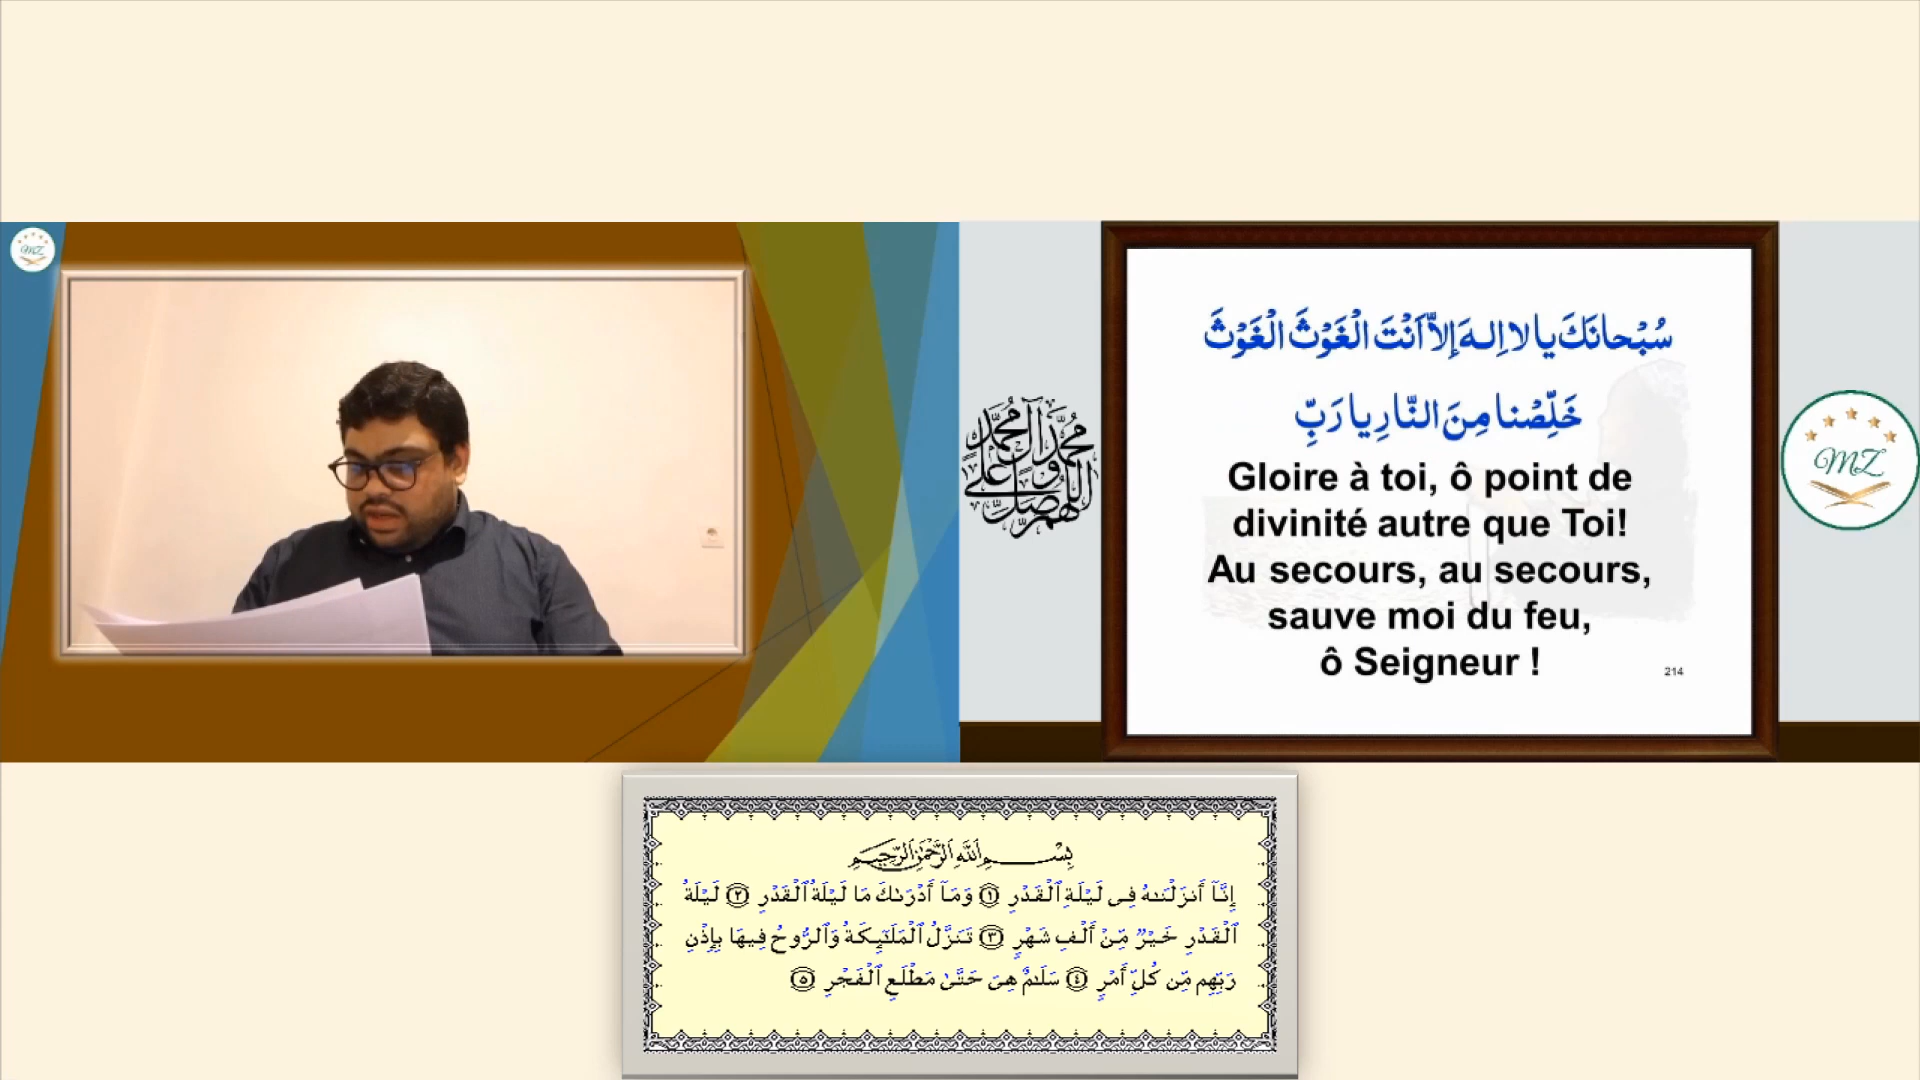 MZ
سُبْحانَكَ يا لا اِلـهَ إلاّ اَنْتَ الْغَوْثَ الْغَوْثَ
خَلِّصْنا مِنَ النّارِ يا رَبِّ
Gloire à toi, ô point de
divinité autre que Toi!
Au secours, au secours,
sauve moi du feu,
ô Seigneur !
214
اللهم صل على محمد وآل محمد
MZ
بِسْمِ ٱللَّهِ ٱلرَّحْمَٰنِ ٱلرَّحِيمِ
إِنَّآ أَنزَلْنَٰهُ فِى لَيْلَةِ ٱلْقَدْرِ ۝١ وَمَآ أَدْرَىٰكَ مَا لَيْلَةُ ٱلْقَدْرِ ۝٢ لَيْلَةُ
ٱلْقَدْرِ خَيْرٌ مِّنْ أَلْفِ شَهْرٍ ۝٣ تَنَزَّلُ ٱلْمَلَٰٓئِكَةُ وَٱلرُّوحُ فِيهَا بِإِذْنِ
رَبِّهِم مِّن كُلِّ أَمْرٍ ۝٤ سَلَٰمٌ هِىَ حَتَّىٰ مَطْلَعِ ٱلْفَجْرِ ۝٥